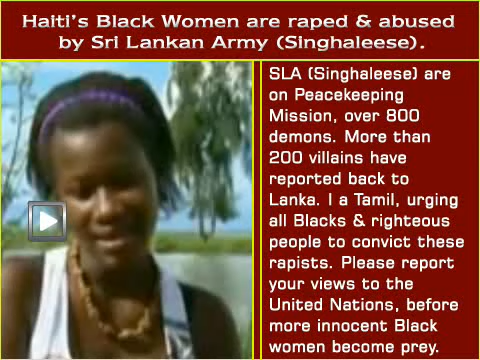 Haiti's Black Women are raped & abused
by Sri Lankan Army (Singhaleese).
SLA (Singhaleese) are
on Peacekeeping
Mission, over 800
demons. More than
200 villains have
reported back to
Lanka. I a Tamil, urging
all Blacks & righteous
people to convict these
rapists. Please report
your views to the
United Nations, before
more innocent Black
women become prey.